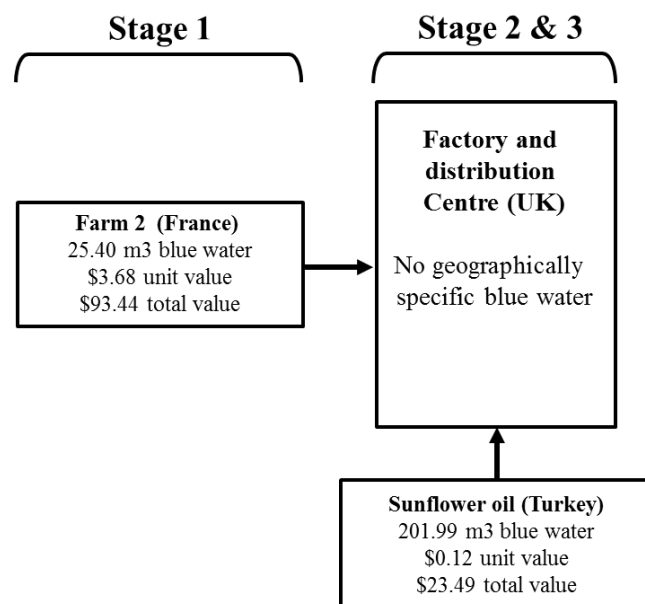 Stage 1
Stage 2 & 3
Factory and
distribution
Centre (UK)
No geographically
specific blue water
Farm 2 (France)
25.40 m3 blue water
$3.68 unit value
$93.44 total value
Sunflower oil (Turkey)
201.99 m3 blue water
$0.12 unit value
$23.49 total value